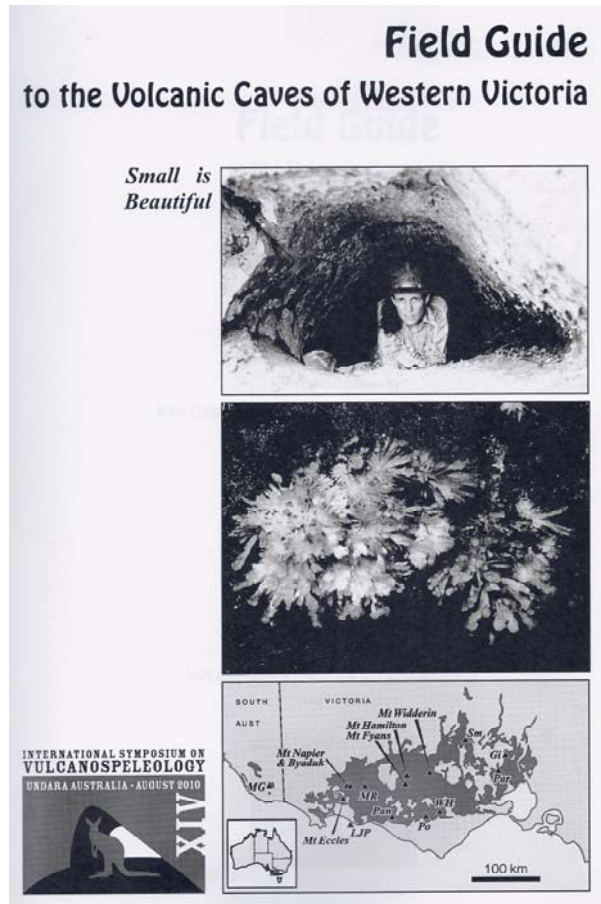 Field Guide
to the Volcanic Caves of Western Victoria
Small is
Beautiful
SOUTH
AUST
VICTORIA
Mt Widderin
Mt Hamilton
Mt Fyans
Sm
Mt Napier
& Byaduk
Gi
Par
MG
MR
Pan
WH
Po
LJP
Mt Eccles
100 km
INTERNATIONAL SYMPOSIUM ON
VULCANOSPELEOLOGY
UNDARA AUSTRALIA - AUGUST 2010
XIV